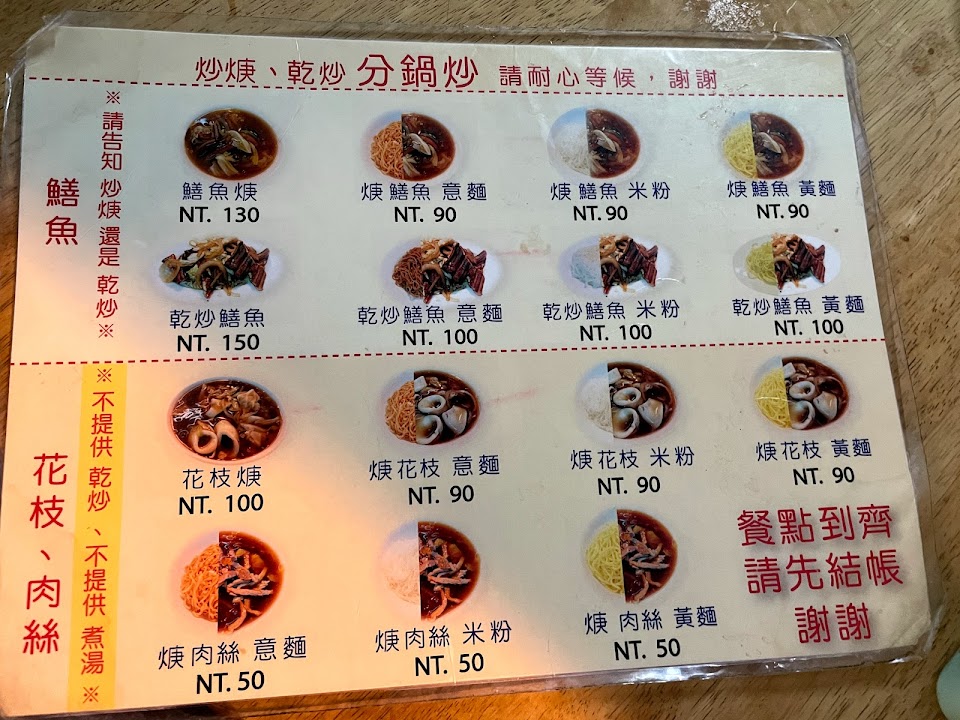 炒焿、乾炒 分鍋炒 請耐心等候，謝謝
鱔魚
※請告知 炒焿 還是 乾炒※
鱔魚焿
NT. 130
焿鱔魚 意麵
NT. 90
焿鱔魚 米粉
NT. 90
焿鱔魚 黃麵
NT. 90
乾炒鱔魚
NT. 150
乾炒鱔魚 意麵
NT. 100
乾炒鱔魚 米粉
NT. 100
乾炒鱔魚 黃麵
NT. 100
花枝、肉絲
※不提供 乾炒、不提供 煮湯※
花枝焿
NT. 100
焿花枝 意麵
NT. 90
焿花枝 米粉
NT. 90
焿花枝 黃麵
NT. 90
焿肉絲 意麵
NT. 50
焿肉絲 米粉
NT. 50
焿 肉絲 黃麵
NT. 50
餐點到齊
請先結帳
謝謝